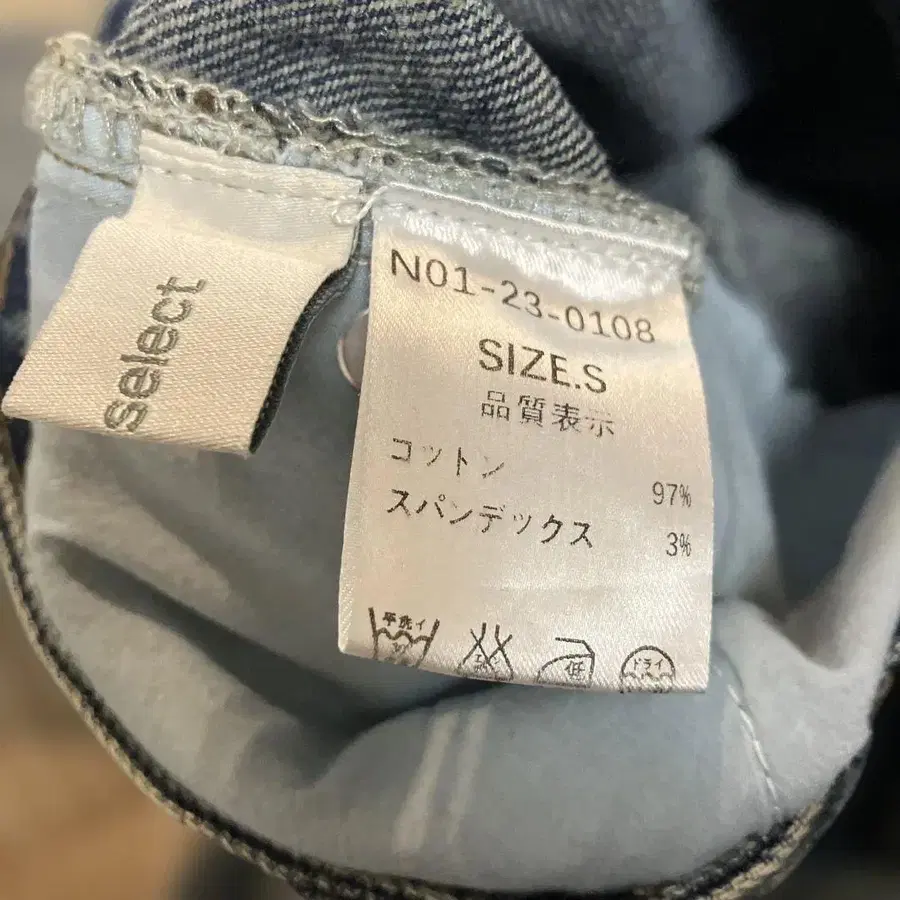 select
N01-23-0108
SIZE.S
品質表示
コットン 97%
スパンデックス 3%
手洗イ
低
ドライ